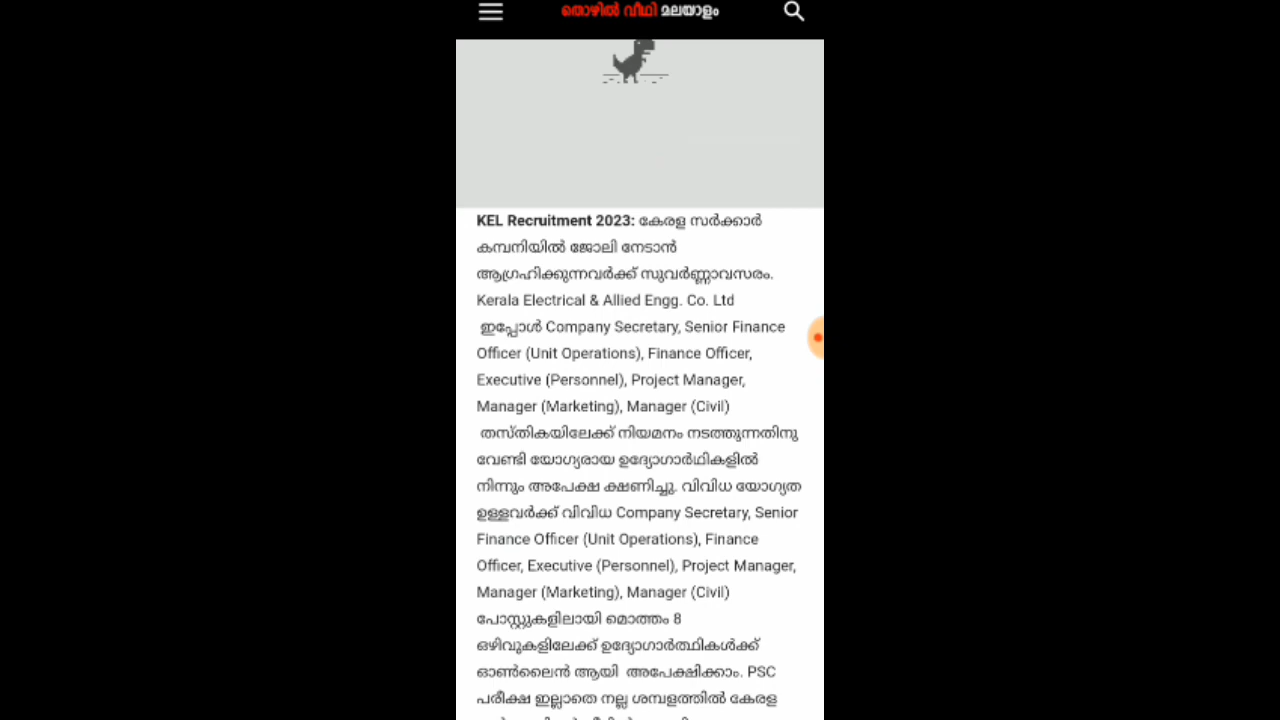 തൊഴിൽ വീഥി മലയാളം
KEL Recruitment 2023: കേരള സർക്കാർ
കമ്പനിയിൽ ജോലി നേടാൻ
ആഗ്രഹിക്കുന്നവർക്ക് സുവർണ്ണാവസരം.
Kerala Electrical & Allied Engg. Co. Ltd
ഇപ്പോൾ Company Secretary, Senior Finance
Officer (Unit Operations), Finance Officer,
Executive (Personnel), Project Manager,
Manager (Marketing), Manager (Civil)
തസ്തികയിലേക്ക് നിയമനം നടത്തുന്നതിനു
വേണ്ടി യോഗ്യരായ ഉദ്യോഗാർഥികളിൽ
നിന്നും അപേക്ഷ ക്ഷണിച്ചു. വിവിധ യോഗ്യത
ഉള്ളവർക്ക് വിവിധ Company Secretary, Senior
Finance Officer (Unit Operations), Finance
Officer, Executive (Personnel), Project Manager,
Manager (Marketing), Manager (Civil)
പോസ്റ്റുകളിലായി മൊത്തം 8
ഒഴിവുകളിലേക്ക് ഉദ്യോഗാർത്ഥികൾക്ക്
ഓൺലൈൻ ആയി അപേക്ഷിക്കാം. PSC
പരീക്ഷ ഇല്ലാതെ നല്ല ശമ്പളത്തിൽ കേരള